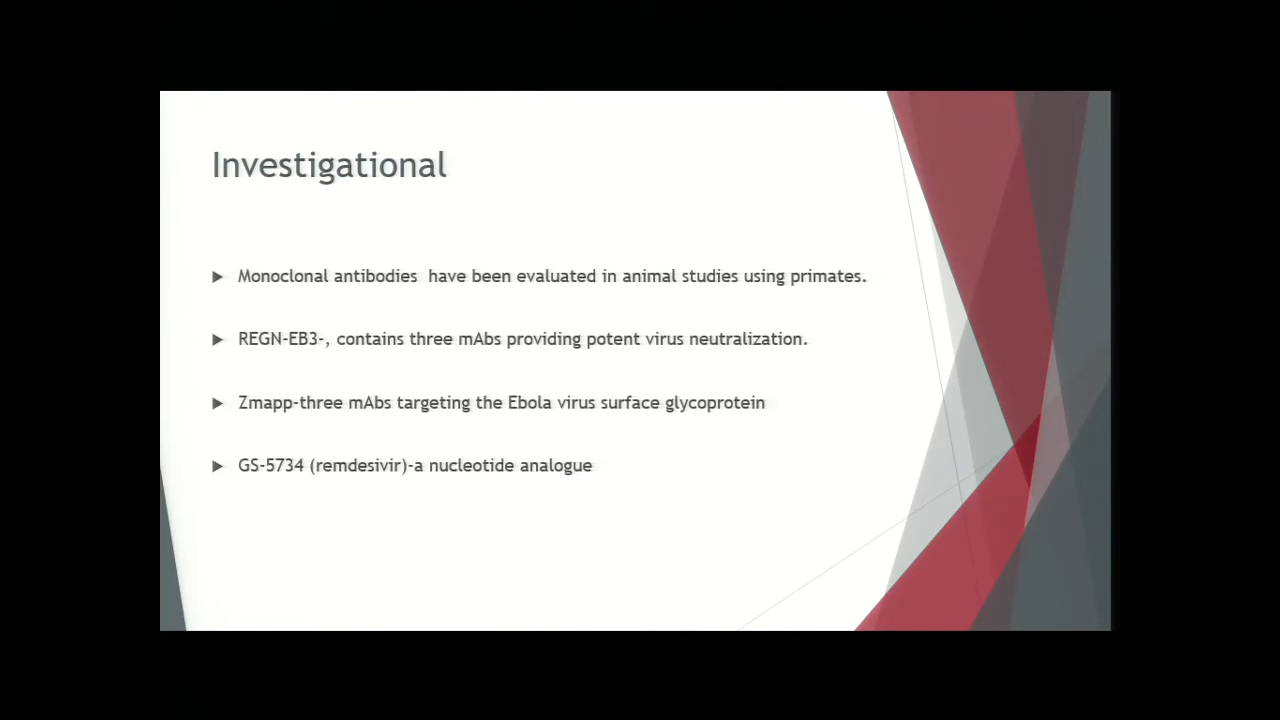 Investigational
Monoclonal antibodies  have been evaluated in animal studies using primates.
REGN-EB3-, contains three mAbs providing potent virus neutralization.
Zmapp-three mAbs targeting the Ebola virus surface glycoprotein
GS-5734 (remdesivir)-a nucleotide analogue